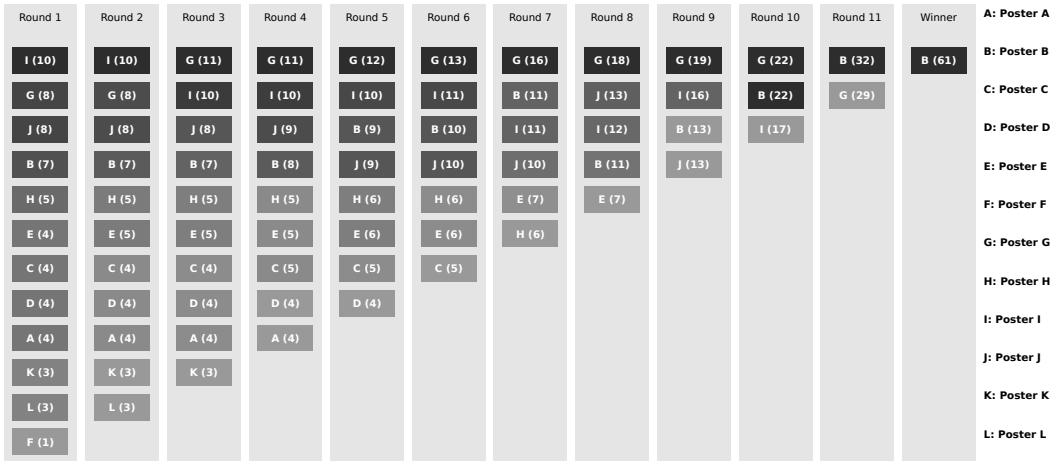 Round 1 Round 2 Round 3 Round 4 Round 5 Round 6 Round 7 Round 8 Round 9 Round 10 Round 11 Winner
I (10) I (10) G (11) G (11) G (12) G (13) G (16) G (18) G (19) G (22) B (32) B (61)
G (8) G (8) I (10) I (10) I (10) I (11) B (11) J (13) I (16) B (22) G (29)
J (8) J (8) J (8) J (9) B (9) B (10) I (11) I (12) B (13) I (17)
B (7) B (7) B (7) B (8) J (9) J (10) J (10) B (11) J (13)
H (5) H (5) H (5) H (5) H (6) H (6) E (7) E (7)
E (4) E (5) E (5) E (5) E (6) E (6) H (6)
C (4) C (4) C (4) C (5) C (5) C (5)
D (4) D (4) D (4) D (4) D (4)
A (4) A (4) A (4) A (4)
K (3) K (3) K (3)
L (3) L (3)
F (1)
A: Poster A
B: Poster B
C: Poster C
D: Poster D
E: Poster E
F: Poster F
G: Poster G
H: Poster H
I: Poster I
J: Poster J
K: Poster K
L: Poster L